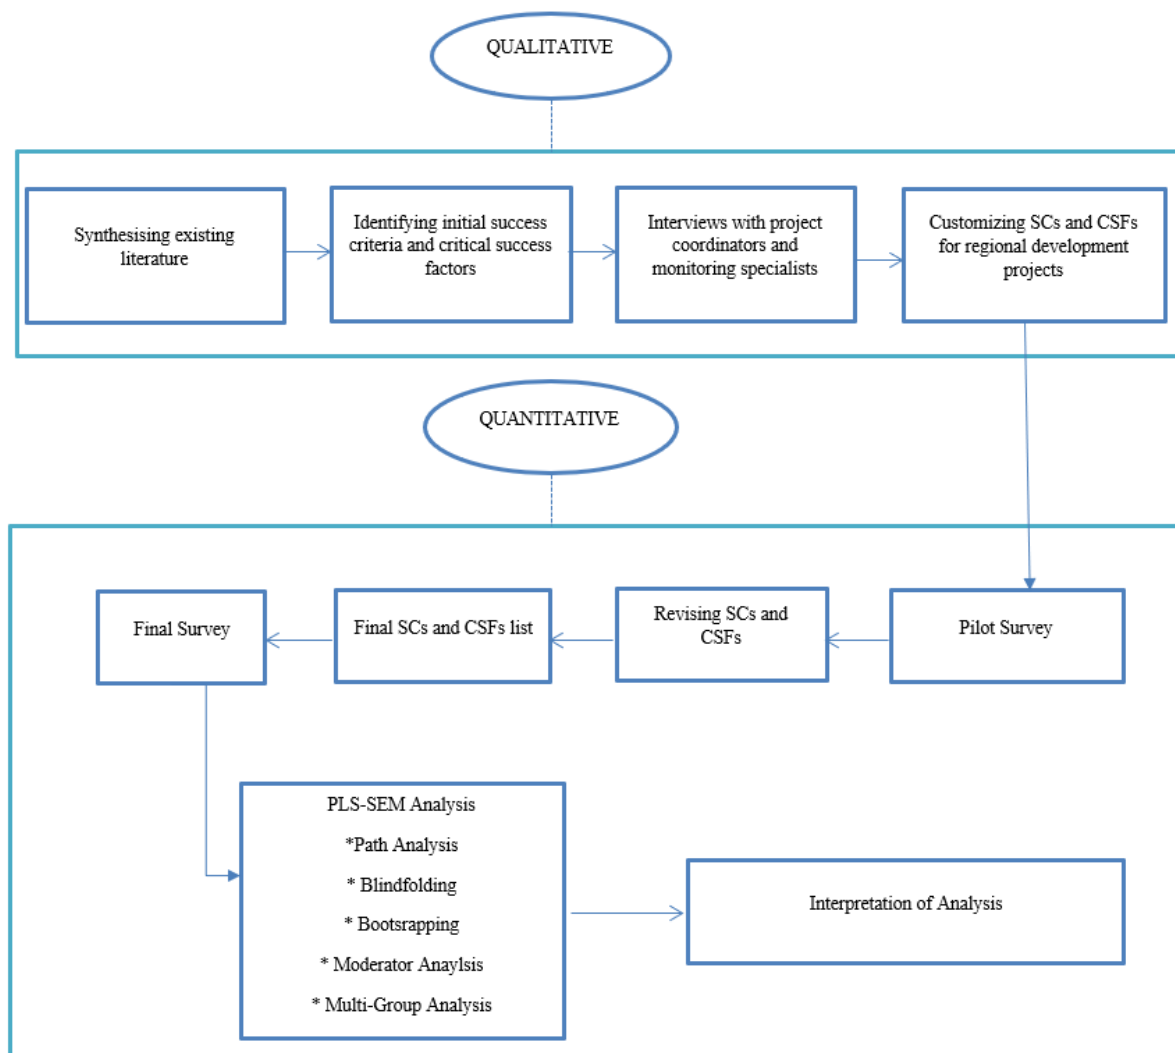 QUALITATIVE
Synthesising existing
literature
Identifying initial success
criteria and critical success
factors
Interviews with project
coordinators and
monitoring specialists
Customizing SCs and CSFs
for regional development
projects
QUANTITATIVE
Final Survey
Final SCs and CSFs list
Revising SCs and
CSFs
Pilot Survey
PLS-SEM Analysis
*Path Analysis
* Blindfolding
* Bootsrapping
* Moderator Anaylsis
* Multi-Group Analysis
Interpretation of Analysis